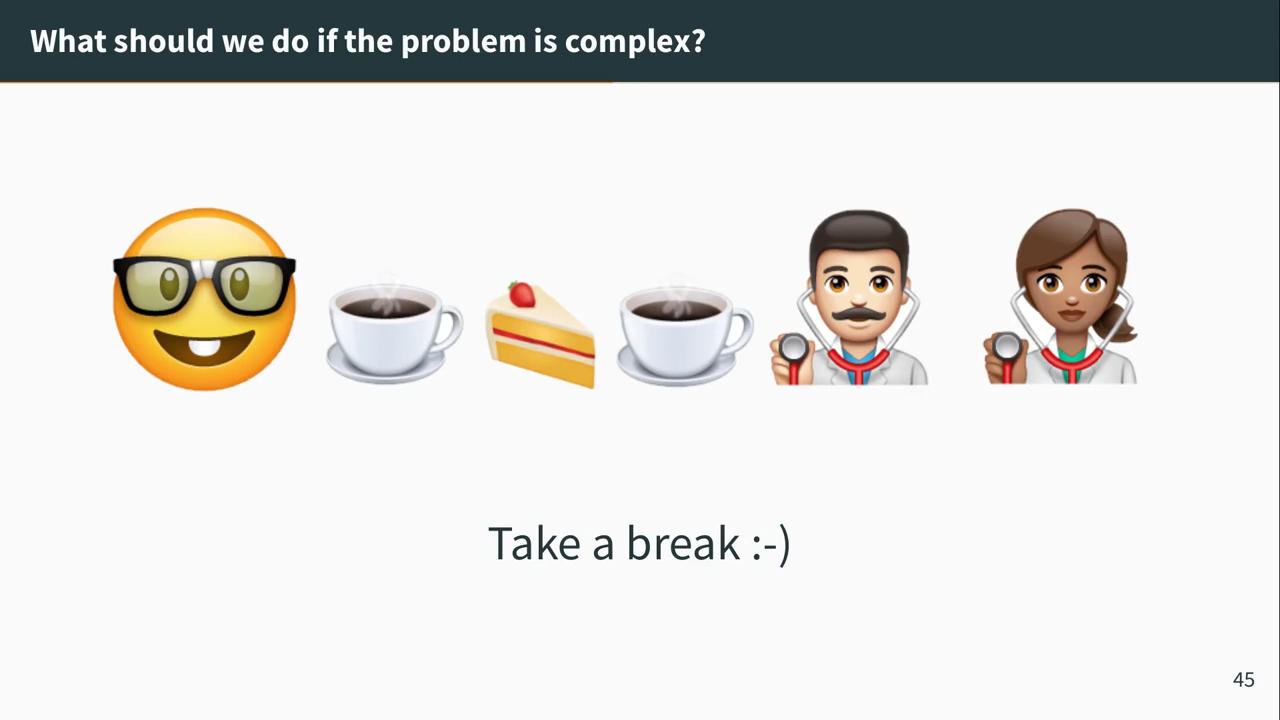 What should we do if the problem is complex?
Take a break :-)
45